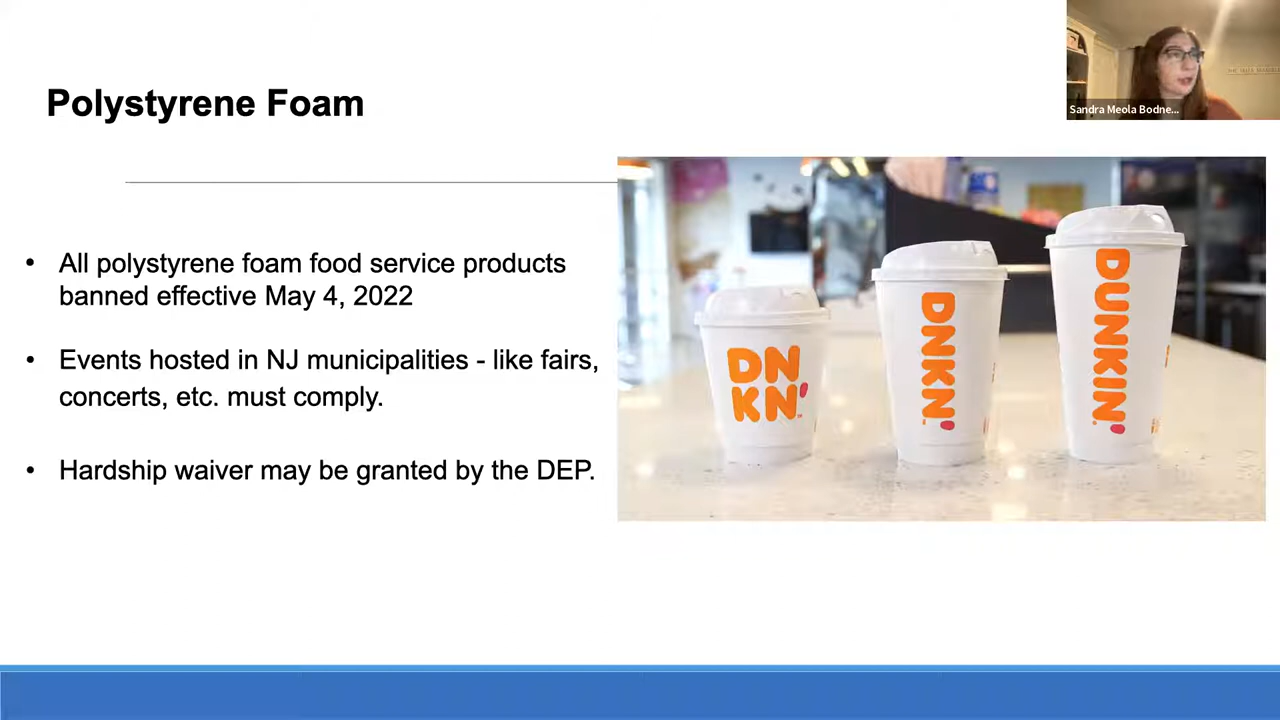 Polystyrene Foam
Sandra Meola Bodne...
• All polystyrene foam food service products
banned effective May 4, 2022
• Events hosted in NJ municipalities - like fairs,
concerts, etc. must comply.
• Hardship waiver may be granted by the DEP.
DN
KN'
DNKN'
DUNKIN'